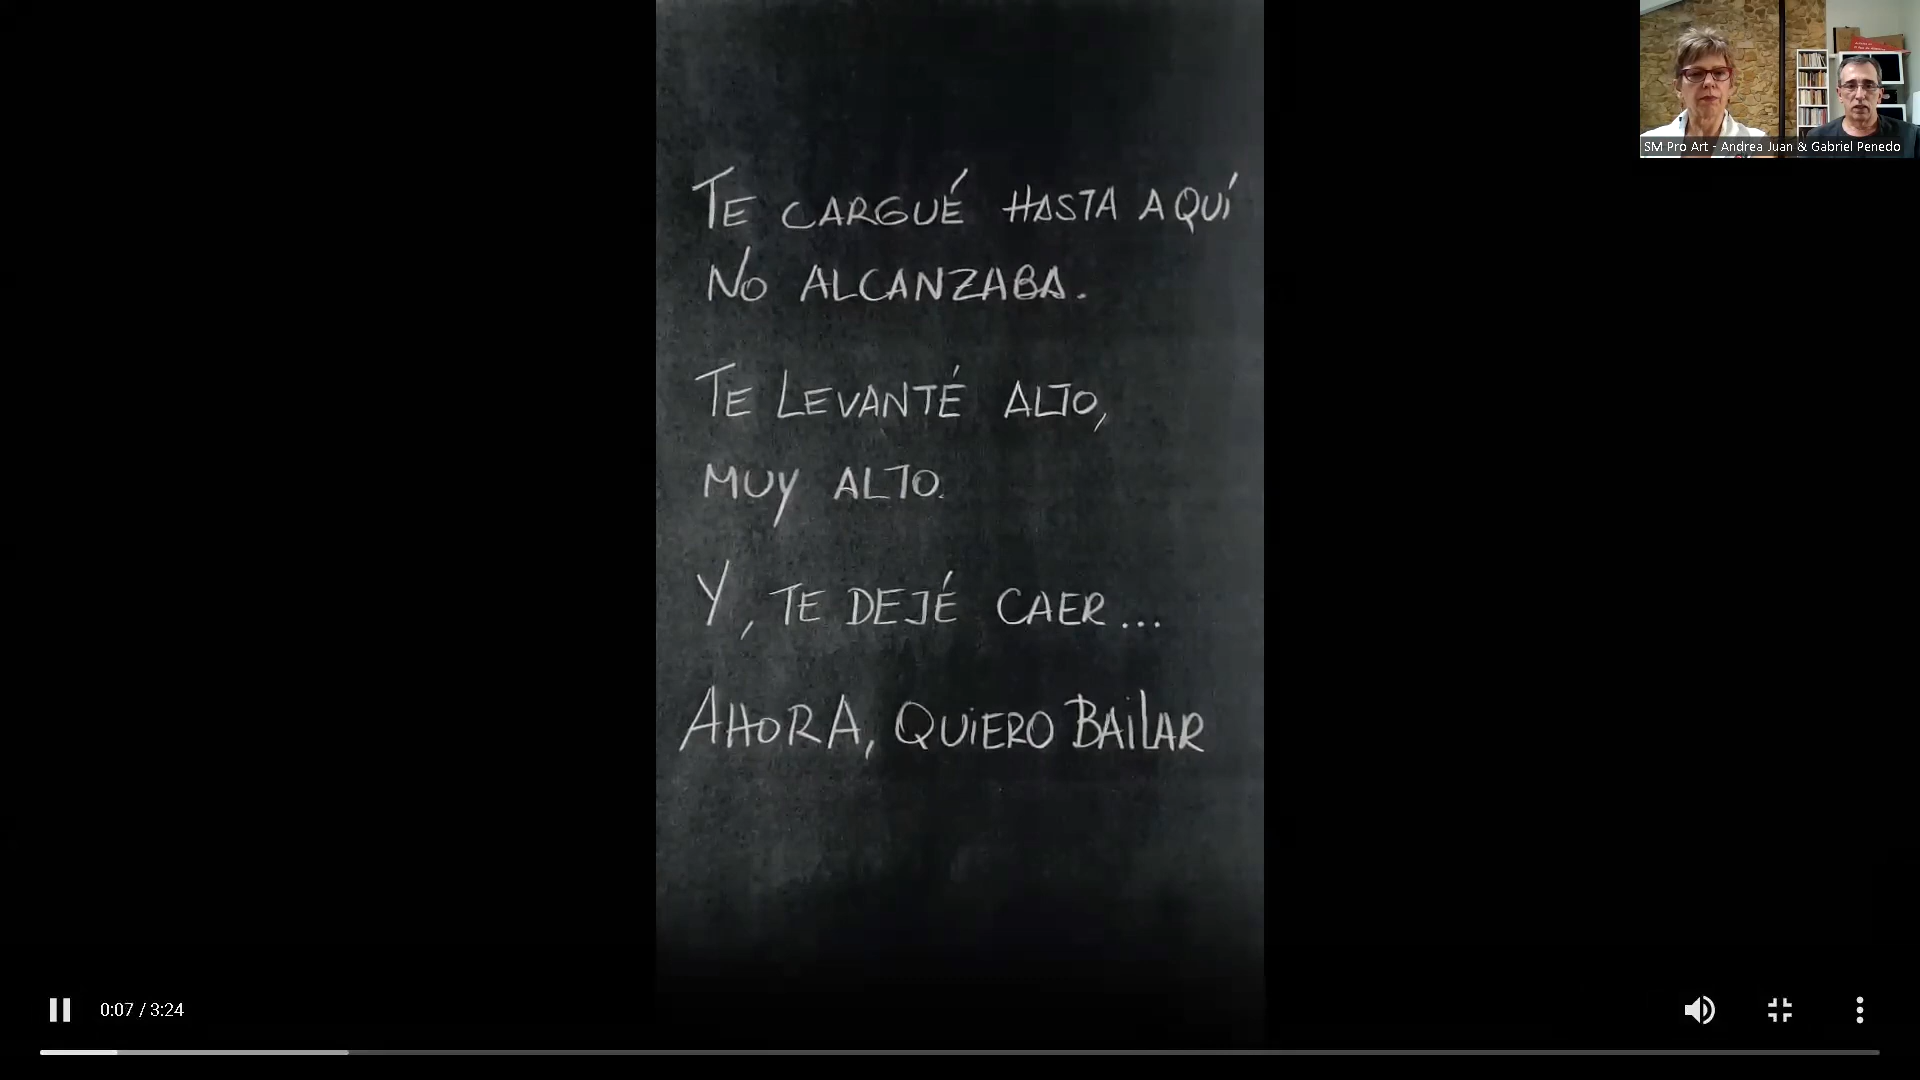 SM Pro Art - Andrea Juan & Gabriel Penedo
TE CARGUÉ HASTA AQUÍ
NO ALCANZABA.
TE LEVANTÉ ALTO,
MUY ALTO.
Y, TE DEJÉ CAER...
AHORA, QUIERO BAILAR
0:07 / 3:24